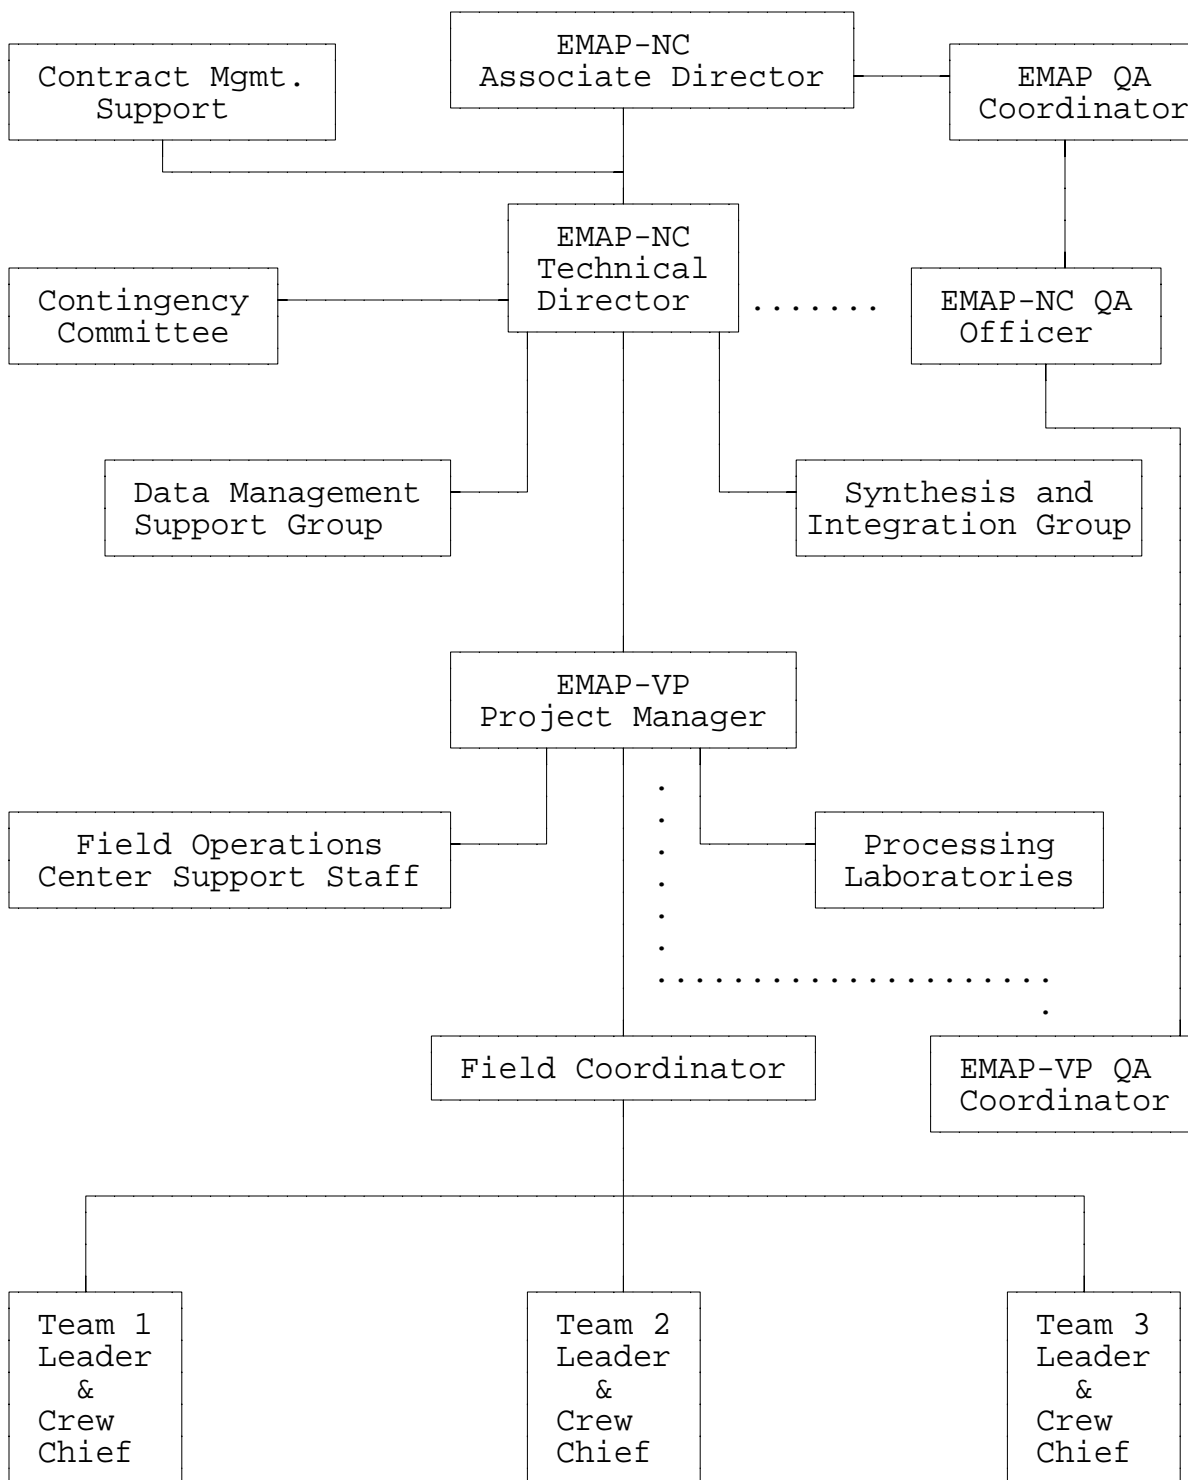 EMAP-NC
Associate Director
Contract Mgmt.
Support
EMAP QA
Coordinator
EMAP-NC
Technical
Director
Contingency
Committee
.......
EMAP-NC QA
Officer
Data Management
Support Group
Synthesis and
Integration Group
EMAP-VP
Project Manager
Field Operations
Center Support Staff
Processing
Laboratories
Field Coordinator
EMAP-VP QA
Coordinator
Team 1
Leader
&
Crew
Chief
Team 2
Leader
&
Crew
Chief
Team 3
Leader
&
Crew
Chief